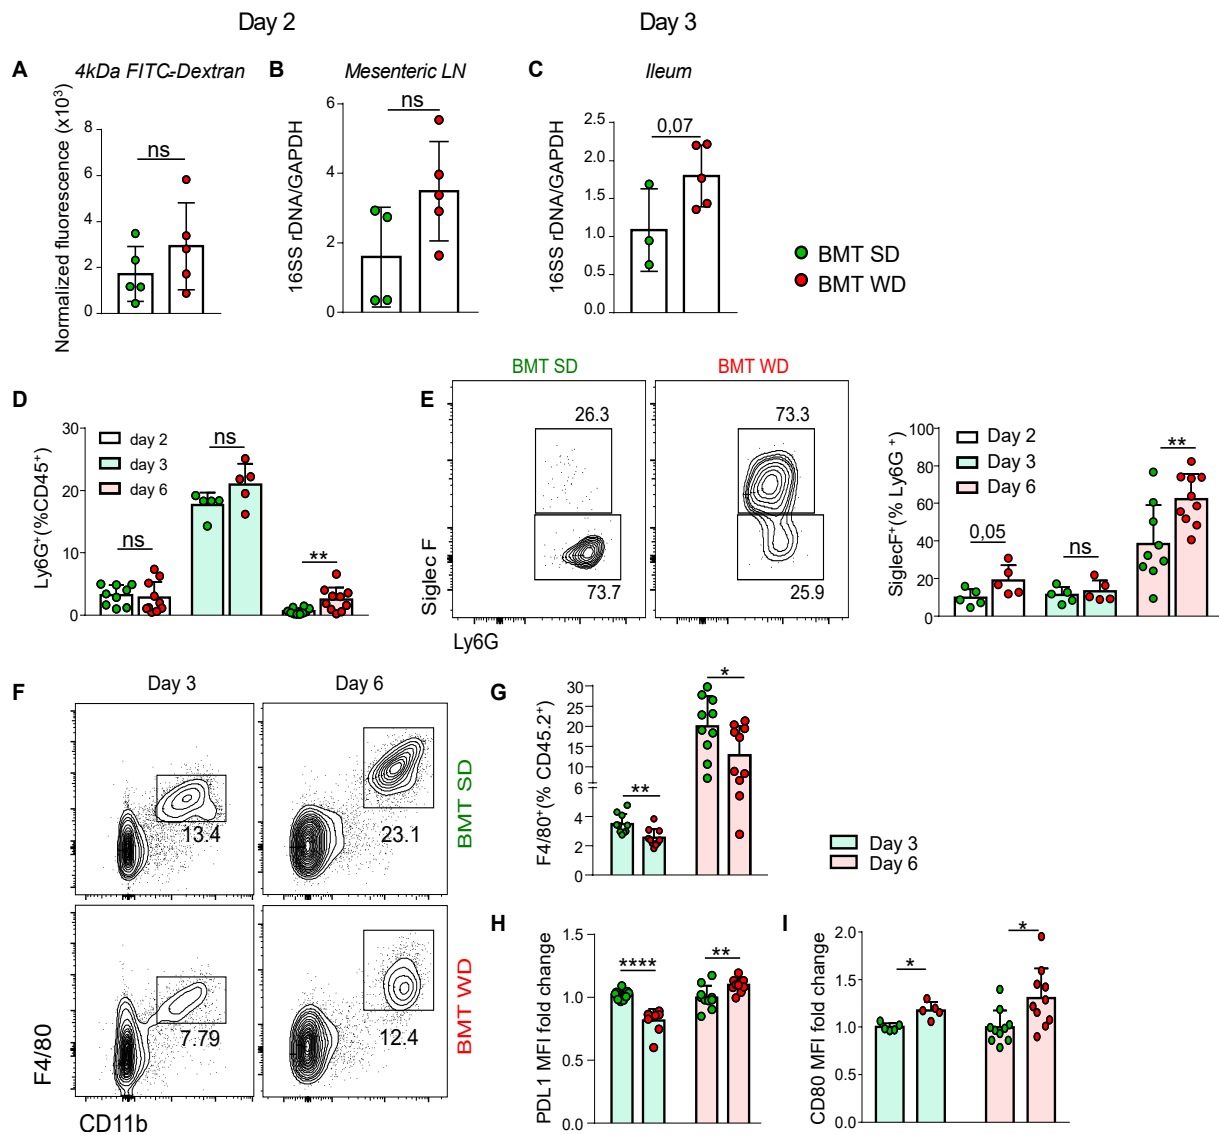 Day 2
Day 3
A
4kDa FITC-Dextran
Normalized fluorescence (x10³)
8
6
4
2
0
ns
B
Mesenteric LN
16SS rDNA/GAPDH
6
4
2
0
ns
C
Ileum
16SS rDNA/GAPDH
2.5
2.0
1.5
1.0
0.5
0.0
0,07
BMT SD
BMT WD
D
Ly6G⁺(%CD45⁺)
30
20
10
0
day 2
day 3
day 6
ns
ns
**
E
BMT SD
BMT WD
26.3
73.7
73.3
25.9
Siglec F
Ly6G
SiglecF⁺(% Ly6G⁺)
100
80
60
40
20
0
Day 2
Day 3
Day 6
0,05
ns
**
F
Day 3
Day 6
13.4
23.1
BMT SD
7.79
12.4
BMT WD
F4/80
CD11b
G
F4/80⁺(% CD45.2⁺)
30
25
20
15
10
6
4
2
0
**
*
Day 3
Day 6
H
PDL1 MFI fold change
1.5
1.0
0.5
0.0
****
**
I
CD80 MFI fold change
2.0
1.5
1.0
0.5
0.0
*
*